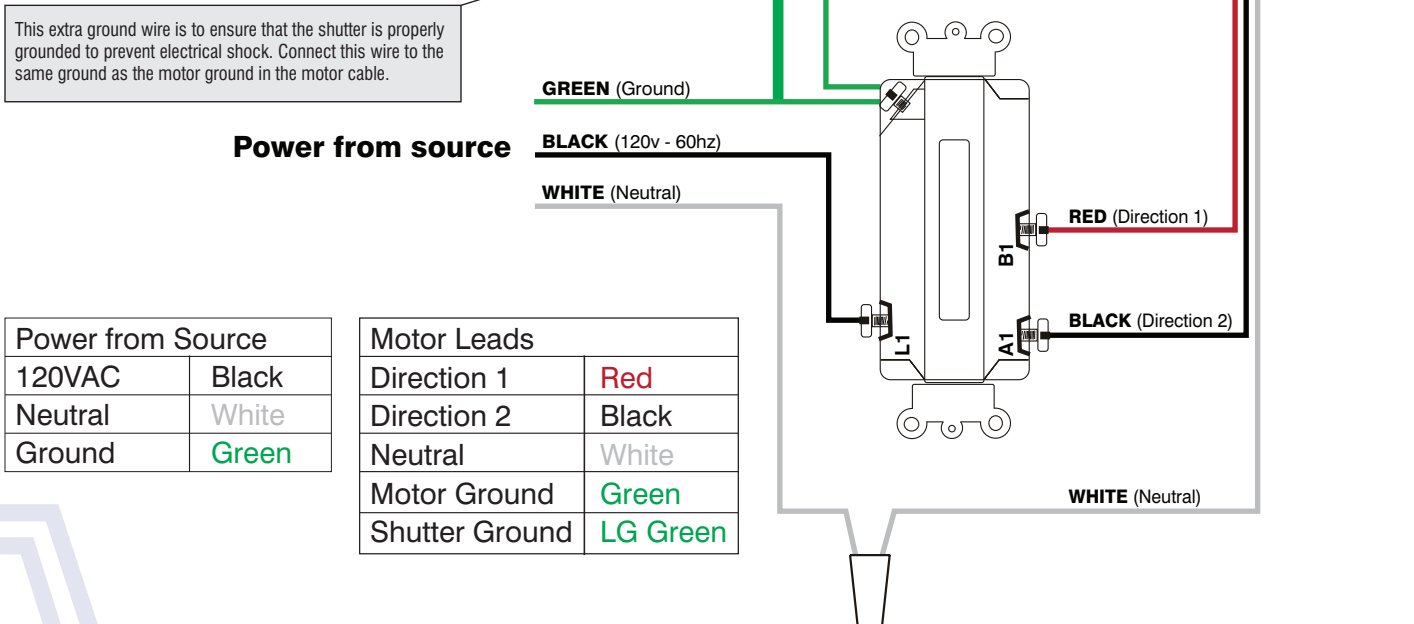 This extra ground wire is to ensure that the shutter is properly
grounded to prevent electrical shock. Connect this wire to the
same ground as the motor ground in the motor cable.
GREEN (Ground)
Power from source
BLACK (120v - 60hz)
WHITE (Neutral)
RED (Direction 1)
B1
BLACK (Direction 2)
L1
A1
Power from Source
120VAC Black
Neutral White
Ground Green
Motor Leads
Direction 1 Red
Direction 2 Black
Neutral White
Motor Ground Green
Shutter Ground LG Green
WHITE (Neutral)